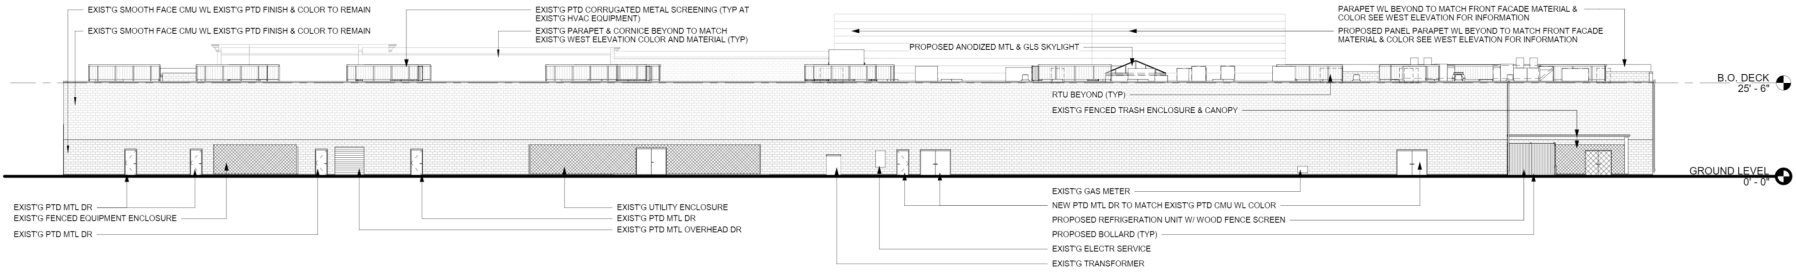 EXIST'G SMOOTH FACE CMU WL EXIST'G PTD FINISH & COLOR TO REMAIN
EXIST'G SMOOTH FACE CMU WL EXIST'G PTD FINISH & COLOR TO REMAIN
EXIST'G PTD CORRUGATED METAL SCREENING (TYP AT
EXIST'G HVAC EQUIPMENT)
EXIST'G PARAPET & CORNICE BEYOND TO MATCH
EXIST'G WEST ELEVATION COLOR AND MATERIAL (TYP)
PROPOSED ANODIZED MTL & GLS SKYLIGHT
PARAPET WL BEYOND TO MATCH FRONT FACADE MATERIAL &
COLOR SEE WEST ELEVATION FOR INFORMATION
PROPOSED PANEL PARAPET WL BEYOND TO MATCH FRONT FACADE
MATERIAL & COLOR SEE WEST ELEVATION FOR INFORMATION
RTU BEYOND (TYP)
EXIST'G FENCED TRASH ENCLOSURE & CANOPY
B.O. DECK
25' - 6"
GROUND LEVEL
0' - 0"
EXIST'G PTD MTL DR
EXIST'G FENCED EQUIPMENT ENCLOSURE
EXIST'G PTD MTL DR
EXIST'G UTILITY ENCLOSURE
EXIST'G PTD MTL DR
EXIST'G PTD MTL OVERHEAD DR
EXIST'G GAS METER
NEW PTD MTL DR TO MATCH EXIST'G PTD CMU WL COLOR
PROPOSED REFRIGERATION UNIT W/ WOOD FENCE SCREEN
PROPOSED BOLLARD (TYP)
EXIST'G ELECTR SERVICE
EXIST'G TRANSFORMER